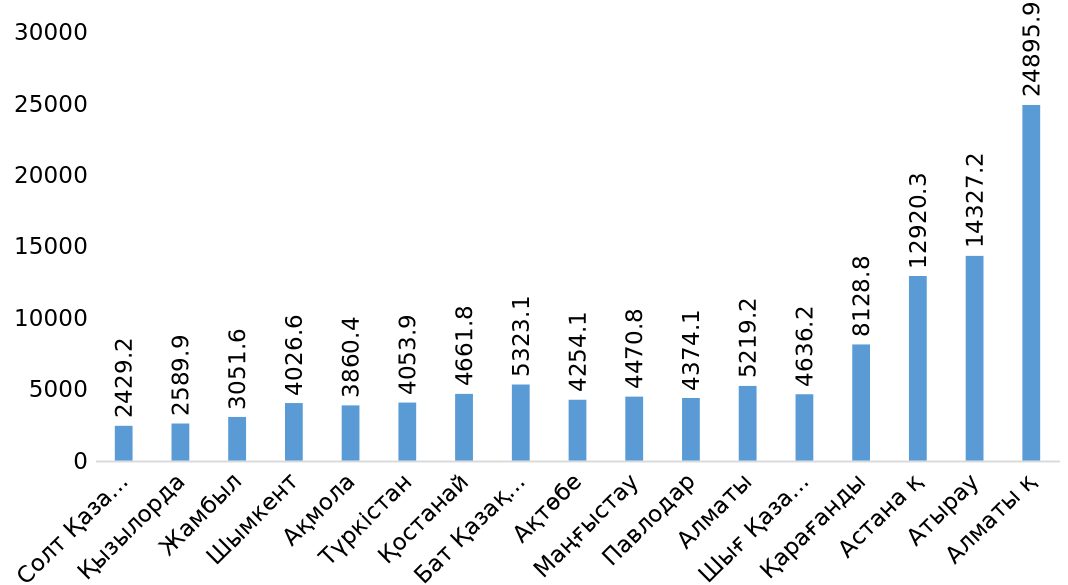 30000
25000
20000
15000
10000
5000
0
2429.2
2589.9
3051.6
4026.6
3860.4
4053.9
4661.8
5323.1
4254.1
4470.8
4374.1
5219.2
4636.2
8128.8
12920.3
14327.2
24895.9
Солт Қаза...
Қызылорда
Жамбыл
Шымкент
Ақмола
Түркістан
Қостанай
Бат Қазақ...
Ақтөбе
Маңғыстау
Павлодар
Алматы
Шығ Қаза...
Қарағанды
Астана қ
Атырау
Алматы қ